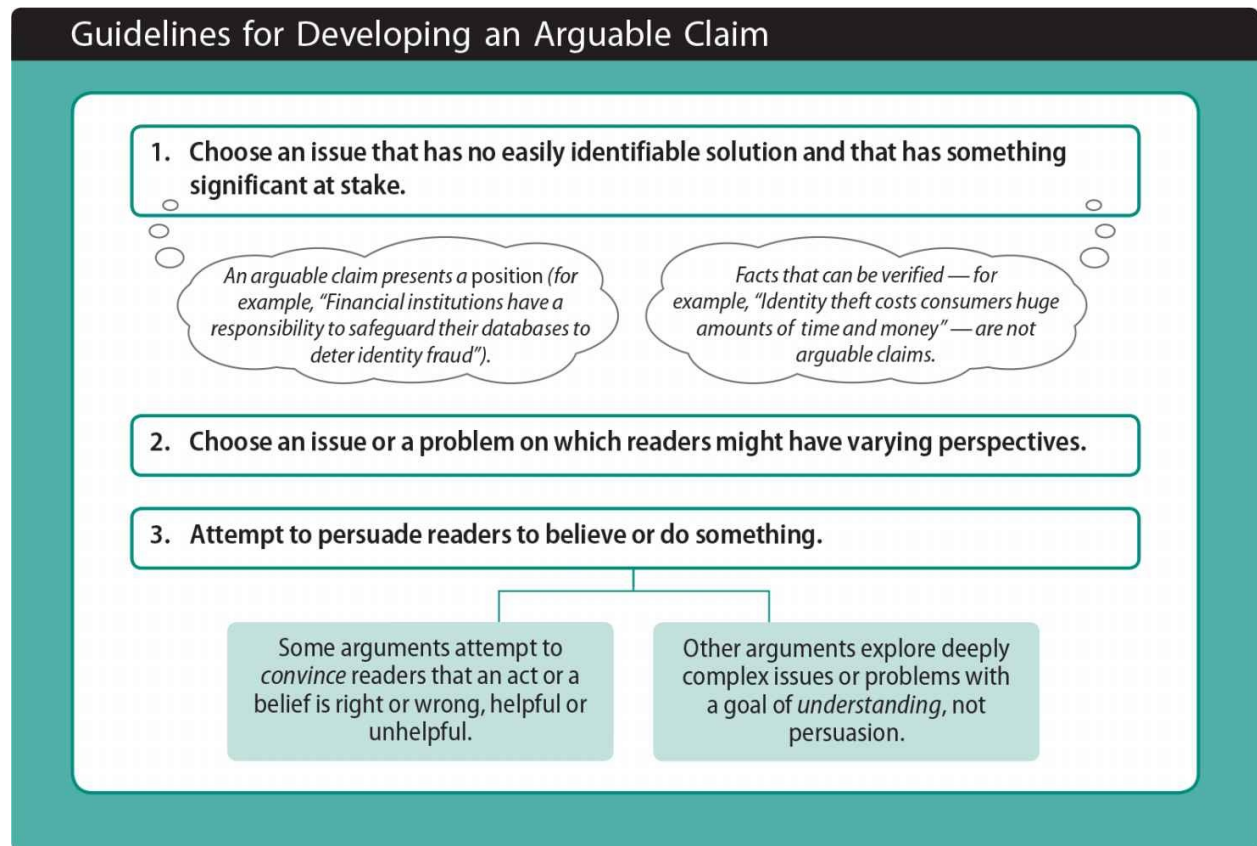 Guidelines for Developing an Arguable Claim
1. Choose an issue that has no easily identifiable solution and that has something
significant at stake.
An arguable claim presents a position (for
example, "Financial institutions have a
responsibility to safeguard their databases to
deter identity fraud").
Facts that can be verified — for
example, "Identity theft costs consumers huge
amounts of time and money" — are not
arguable claims.
2. Choose an issue or a problem on which readers might have varying perspectives.
3. Attempt to persuade readers to believe or do something.
Some arguments attempt to
convince readers that an act or a
belief is right or wrong, helpful or
unhelpful.
Other arguments explore deeply
complex issues or problems with
a goal of understanding, not
persuasion.